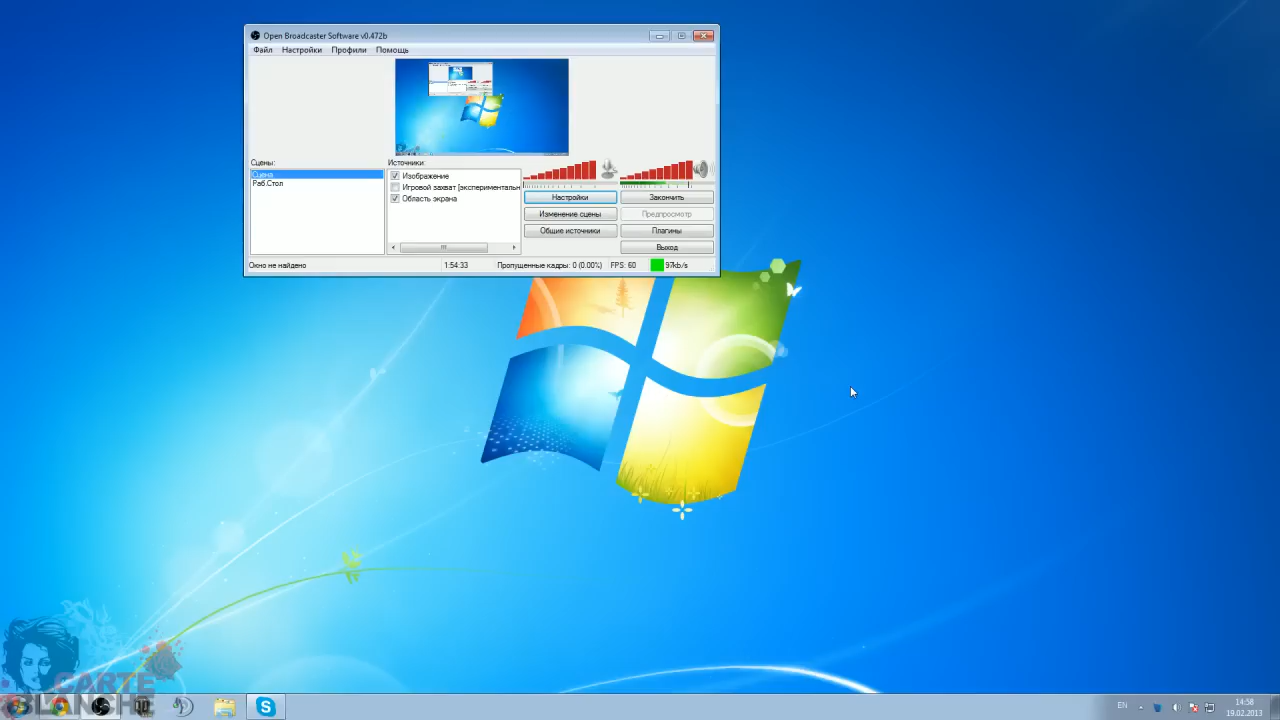 Open Broadcaster Software v0.472b
Файл Настройки Профили Помощь
Сцены:
Сцена
Раб.Стол
Источники:
Изображение
Игровой захват [экспериментальн
Область экрана
Настройки
Закончить
Изменение сцены
Предпросмотр
Общие источники
Плагины
Выход
Окно не найдено 1:54:33 Пропущенные кадры: 0 (0.00%) FPS: 60 97kb/s
CARTE
BLANCHE
EN
14:58
19.02.2013